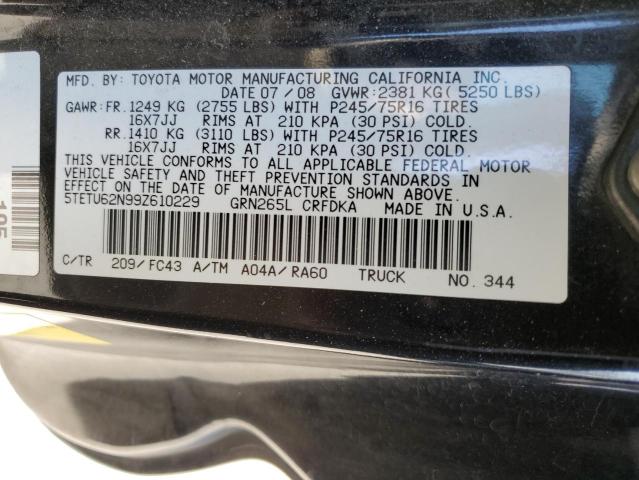 MFD. BY: TOYOTA MOTOR MANUFACTURING CALIFORNIA INC.
DATE 07 / 08 GVWR:2381 KG( 5250 LBS)
GAWR: FR. 1249 KG (2755 LBS) WITH P245/75R16 TIRES
16X7JJ RIMS AT 210 KPA (30 PSI) COLD.
RR. 1410 KG (3110 LBS) WITH P245/75R16 TIRES
16X7JJ RIMS AT 210 KPA (30 PSI) COLD.
THIS VEHICLE CONFORMS TO ALL APPLICABLE FEDERAL MOTOR
VEHICLE SAFETY AND THEFT PREVENTION STANDARDS IN
EFFECT ON THE DATE OF MANUFACTURE SHOWN ABOVE.
5TETU62N99Z610229 GRN265L CRFDKA MADE IN U.S.A.
C/TR 209/ FC43 A/TM A04A/ RA60 TRUCK NO. 344
105